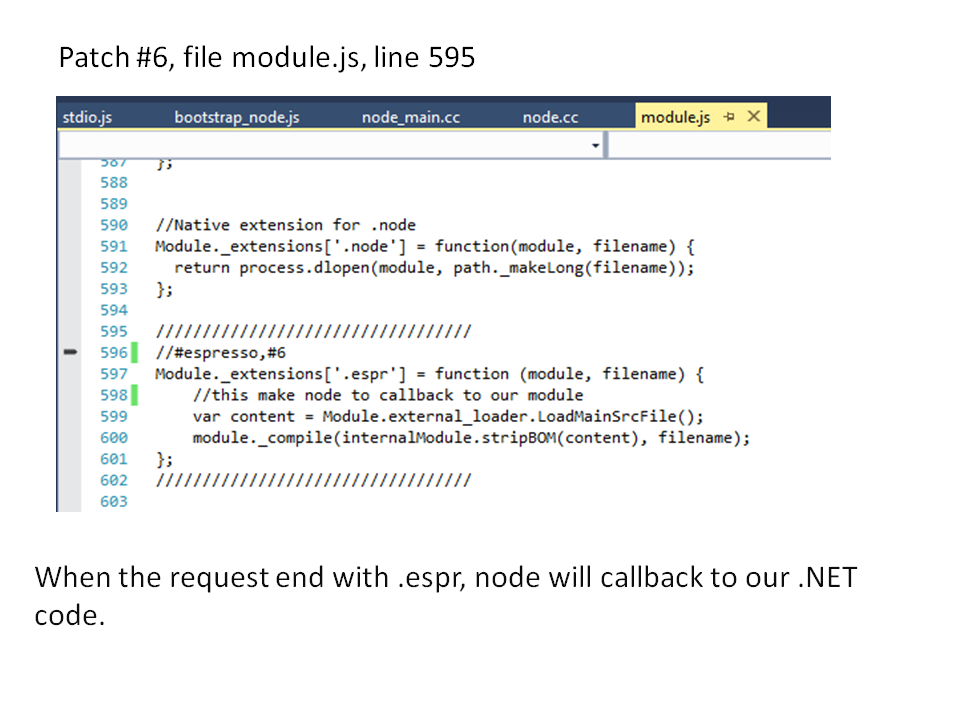 Patch #6, file module.js, line 595
stdio.js bootstrap_node.js node_main.cc node.cc module.js
587 };
588
589
590 //Native extension for .node
591 Module._extensions['.node'] = function(module, filename) {
592 return process.dlopen(module, path._makeLong(filename));
593 };
594
595 //////////////////////////////////
596 //#espresso,#6
597 Module._extensions['.espr'] = function (module, filename) {
598 //this make node to callback to our module
599 var content = Module.external_loader.LoadMainSrcFile();
600 module._compile(internalModule.stripBOM(content), filename);
601 };
602 //////////////////////////////////
603
When the request end with .espr, node will callback to our .NET
code.